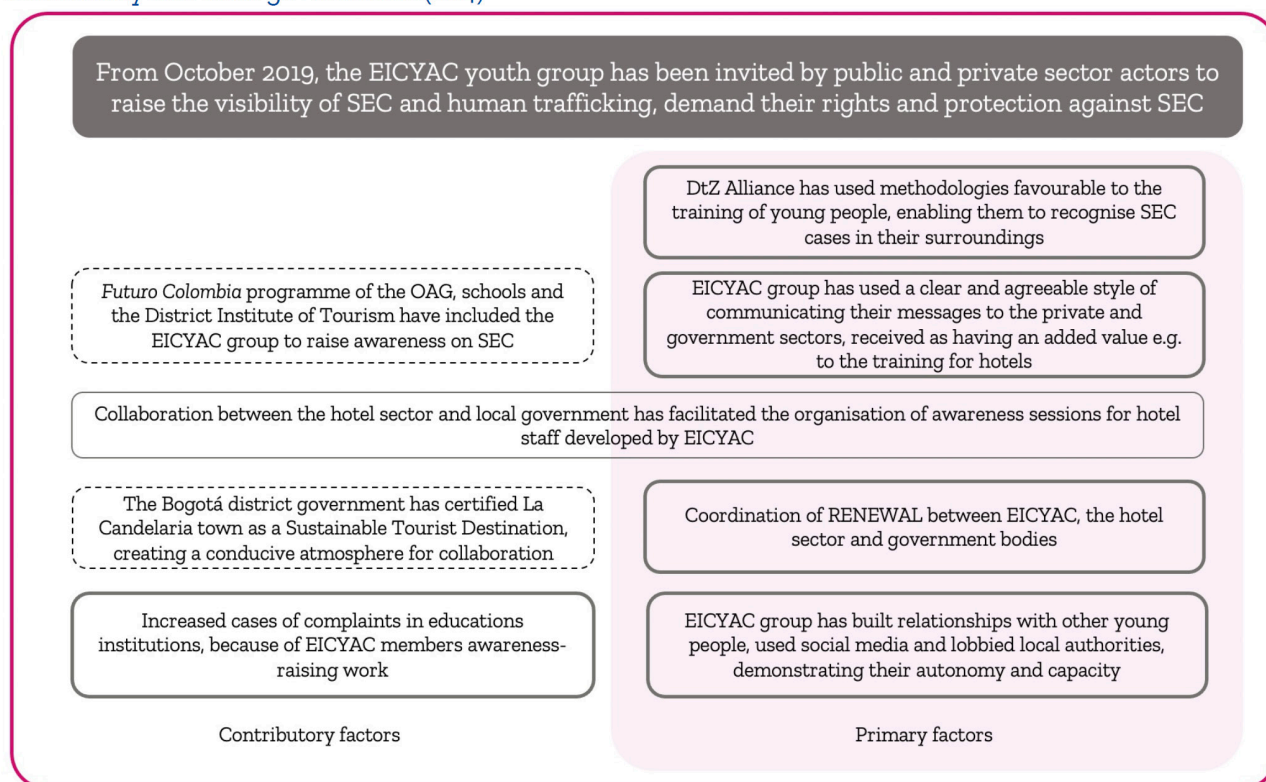 From October 2019, the EICYAC youth group has been invited by public and private sector actors to
raise the visibility of SEC and human trafficking, demand their rights and protection against SEC
DtZ Alliance has used methodologies favourable to the
training of young people, enabling them to recognise SEC
cases in their surroundings
Futuro Colombia programme of the OAG, schools and
the District Institute of Tourism have included the
EICYAC group to raise awareness on SEC
EICYAC group has used a clear and agreeable style of
communicating their messages to the private and
government sectors, received as having an added value e.g.
to the training for hotels
Collaboration between the hotel sector and local government has facilitated the organisation of awareness sessions for hotel
staff developed by EICYAC
The Bogotá district government has certified La
Candelaria town as a Sustainable Tourist Destination,
creating a conducive atmosphere for collaboration
Coordination of RENEWAL between EICYAC, the hotel
sector and government bodies
Increased cases of complaints in educations
institutions, because of EICYAC members awareness-
raising work
EICYAC group has built relationships with other young
people, used social media and lobbied local authorities,
demonstrating their autonomy and capacity
Contributory factors
Primary factors